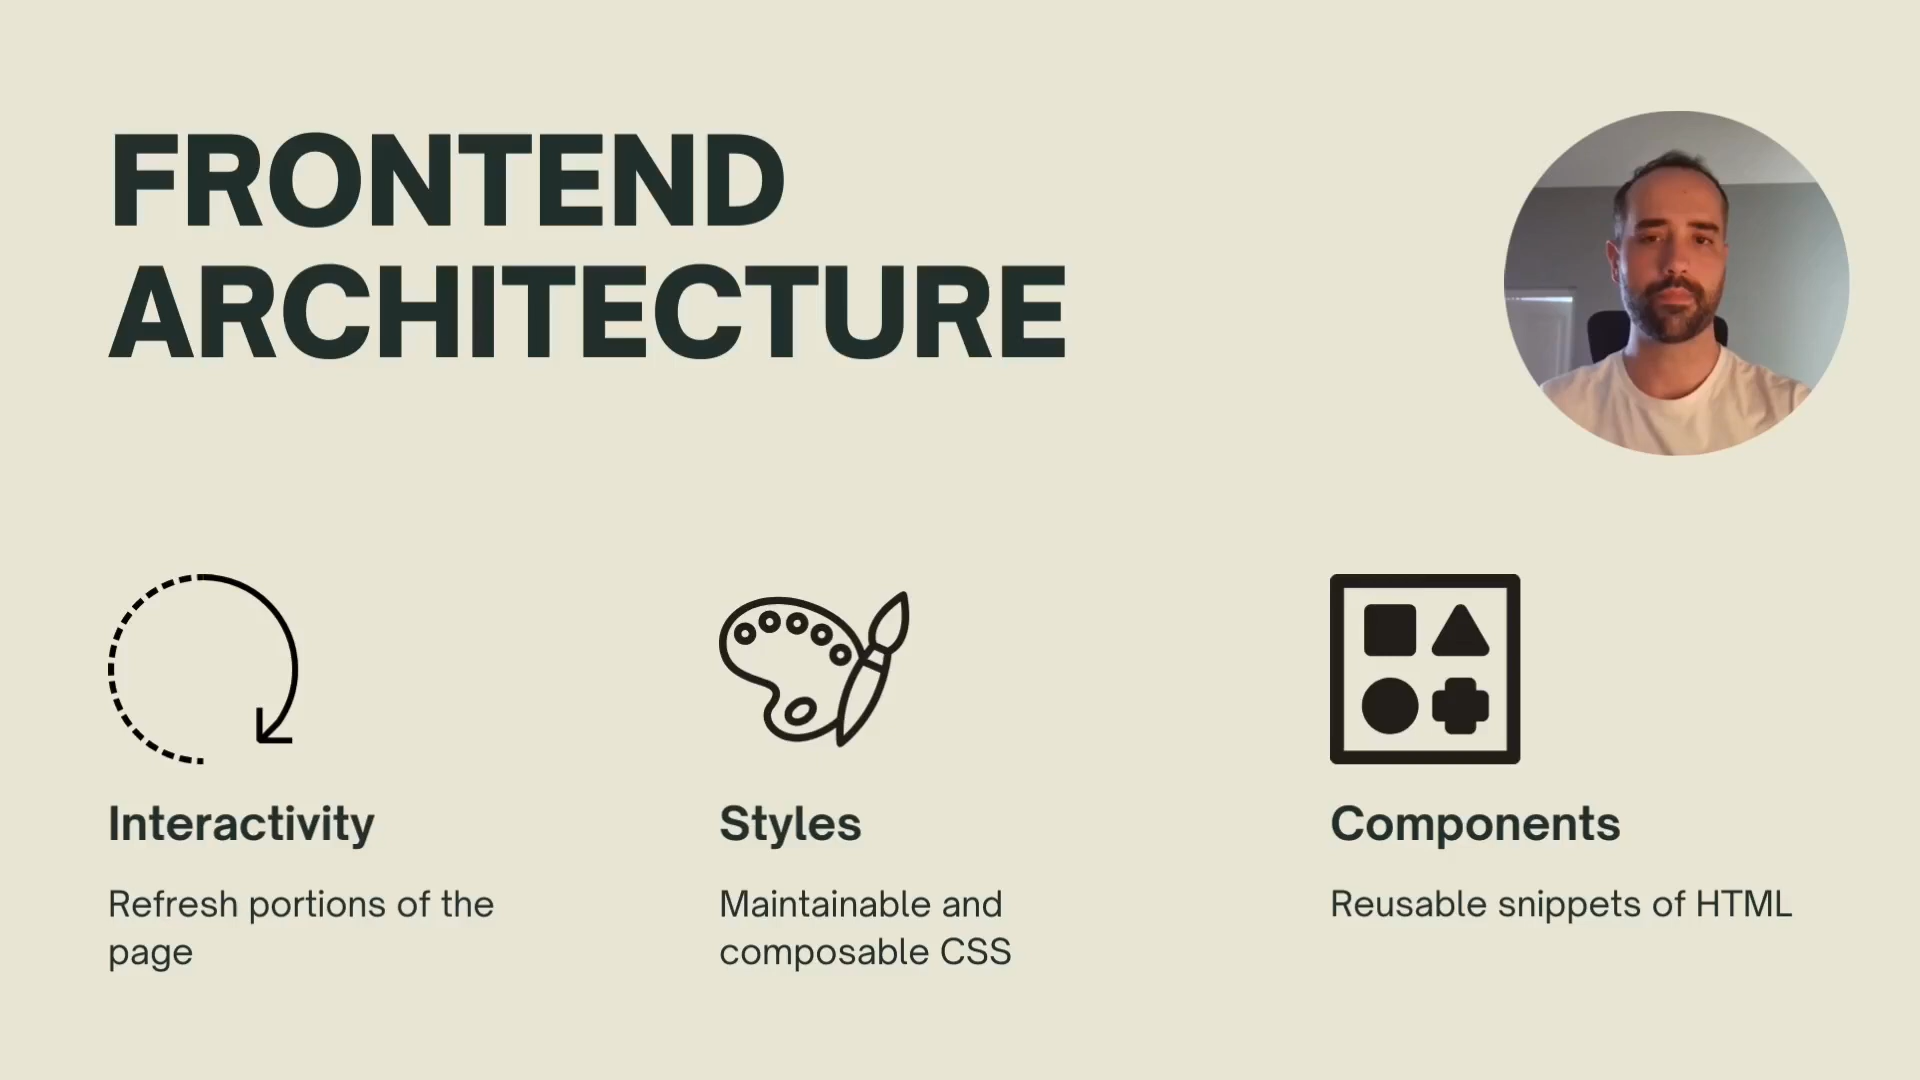 FRONTEND
ARCHITECTURE
Interactivity
Refresh portions of the
page
Styles
Maintainable and
composable CSS
Components
Reusable snippets of HTML